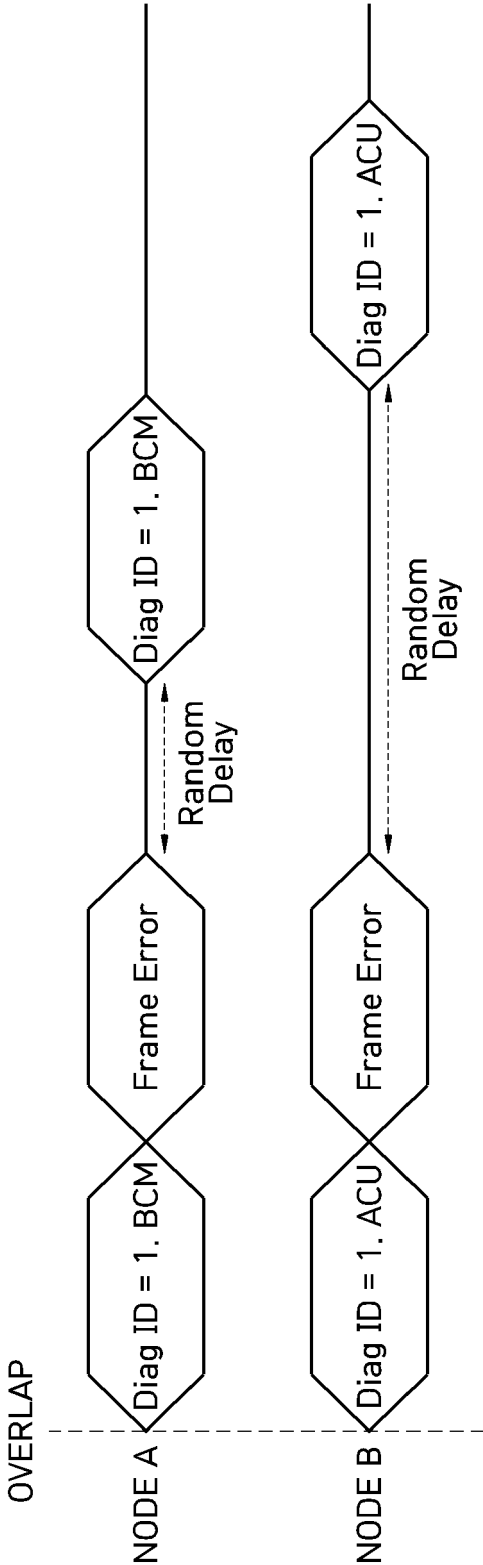 OVERLAP
NODE A
Diag ID = 1. BCM
Frame Error
Random
Delay
Diag ID = 1. BCM
NODE B
Diag ID = 1. ACU
Frame Error
Random
Delay
Diag ID = 1. ACU